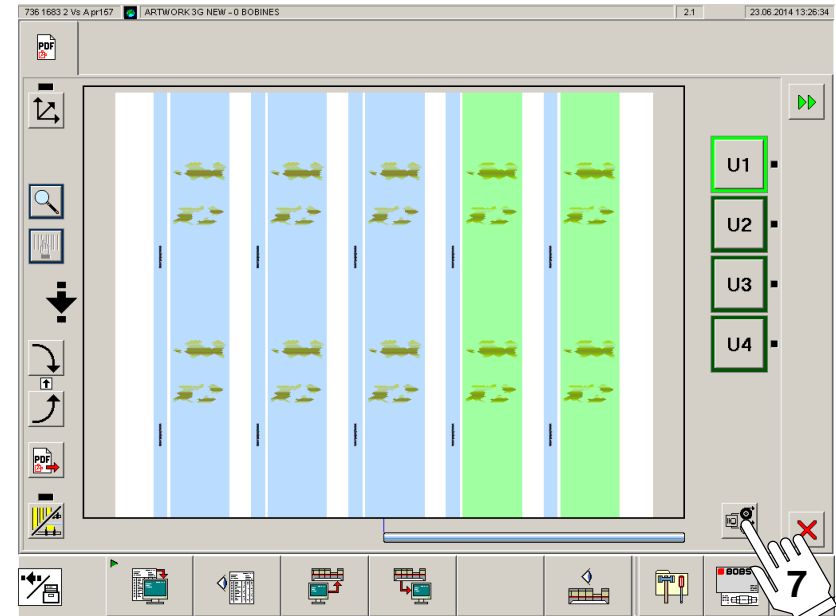 736 1683 2 Vs Apr157 ARTWORK 3G NEW - 0 BOBINES 2.1 23.06.2014 13:26:34
PDF
U1
U2
U3
U4
PDF
7